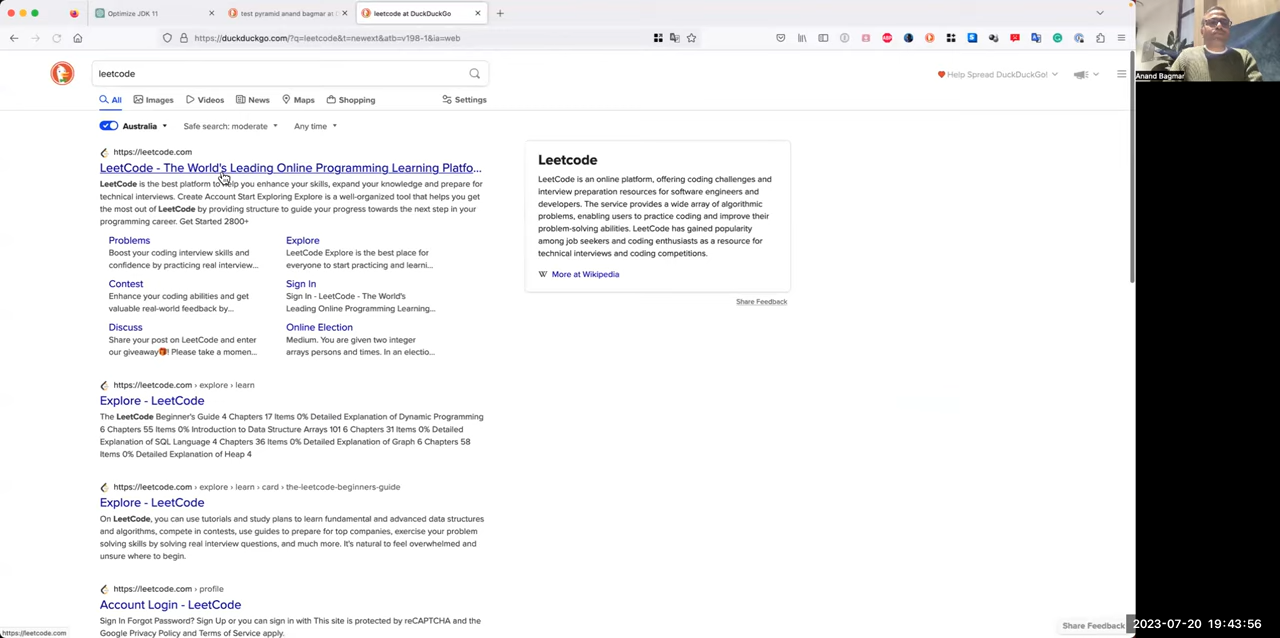 Optimize JDK 11
test pyramid anand bagmar at D
leetcode at DuckDuckGo
https://duckduckgo.com/?q=leetcode&t=newext&atb=v198-1&ia=web
Anand Bagmar
leetcode
Help Spread DuckDuckGo!
All
Images
Videos
News
Maps
Shopping
Settings
Australia
Safe search: moderate
Any time
https://leetcode.com
LeetCode - The World's Leading Online Programming Learning Platfo...
LeetCode is the best platform to help you enhance your skills, expand your knowledge and prepare for
technical interviews. Create Account Start Exploring Explore is a well-organized tool that helps you get
the most out of LeetCode by providing structure to guide your progress towards the next step in your
programming career. Get Started 2800+
Problems
Boost your coding interview skills and
confidence by practicing real interview...
Explore
LeetCode Explore is the best place for
everyone to start practicing and learni...
Contest
Enhance your coding abilities and get
valuable real-world feedback by...
Sign In
Sign In - LeetCode - The World's
Leading Online Programming Learning...
Discuss
Share your post on LeetCode and enter
our giveaway🎁! Please take a momen...
Online Election
Medium. You are given two integer
arrays persons and times. In an electio...
Leetcode
LeetCode is an online platform, offering coding challenges and
interview preparation resources for software engineers and
developers. The service provides a wide array of algorithmic
problems, enabling users to practice coding and improve their
problem-solving abilities. LeetCode has gained popularity
among job seekers and coding enthusiasts as a resource for
technical interviews and coding competitions.
W More at Wikipedia
Share Feedback
https://leetcode.com › explore › learn
Explore - LeetCode
The LeetCode Beginner's Guide 4 Chapters 17 Items 0% Detailed Explanation of Dynamic Programming
6 Chapters 55 Items 0% Introduction to Data Structure Arrays 101 6 Chapters 31 Items 0% Detailed
Explanation of SQL Language 4 Chapters 36 Items 0% Detailed Explanation of Graph 6 Chapters 58
Items 0% Detailed Explanation of Heap 4
https://leetcode.com › explore › learn › card › the-leetcode-beginners-guide
Explore - LeetCode
On LeetCode, you can use tutorials and study plans to learn fundamental and advanced data structures
and algorithms, compete in contests, use guides to prepare for top companies, exercise your problem
solving skills by solving real interview questions, and much more. It's natural to feel overwhelmed and
unsure where to begin.
https://leetcode.com › profile
Account Login - LeetCode
Sign In Forgot Password? Sign Up or you can sign in with This site is protected by reCAPTCHA and the
Google Privacy Policy and Terms of Service apply.
https://leetcode.com
Share Feedback
2023-07-20 19:43:56